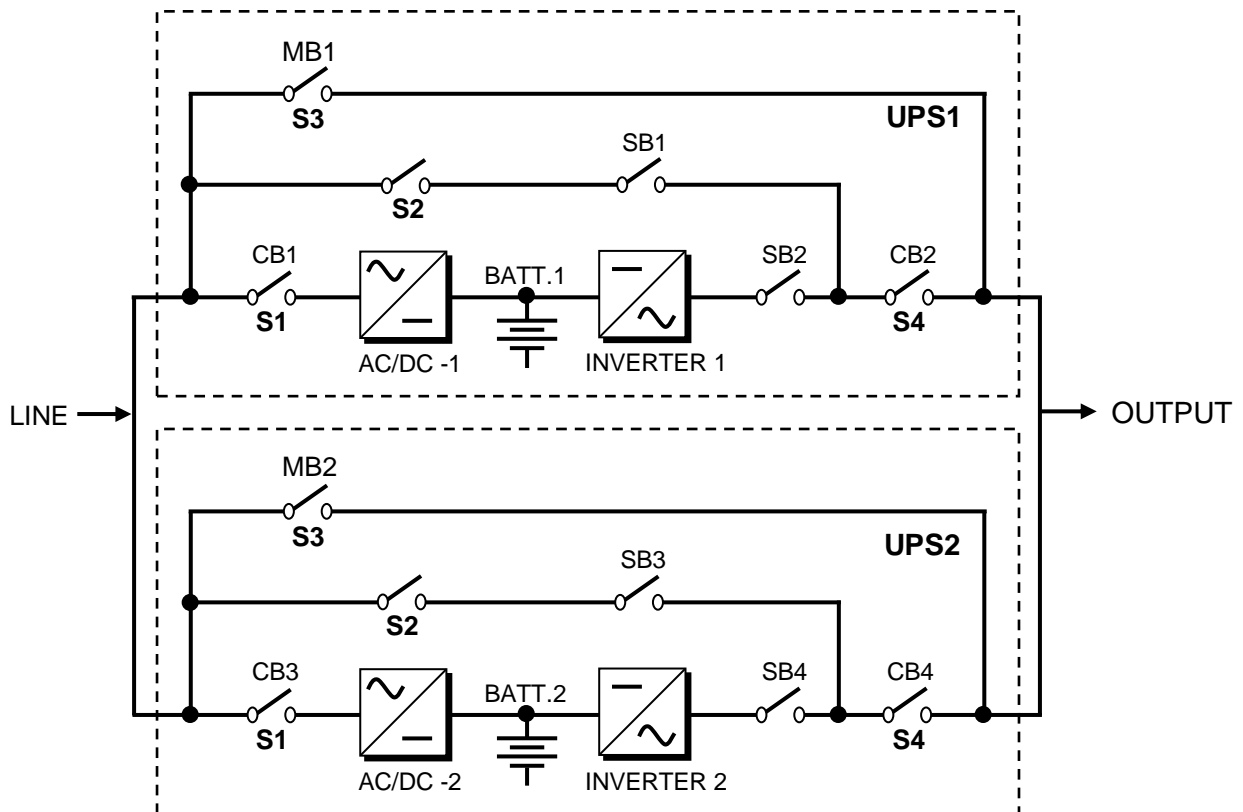 MB1
S3
UPS1
SB1
S2
CB1
BATT.1
SB2
CB2
S1
S4
AC/DC -1
INVERTER 1
LINE
OUTPUT
MB2
S3
UPS2
SB3
S2
CB3
BATT.2
SB4
CB4
S1
S4
AC/DC -2
INVERTER 2